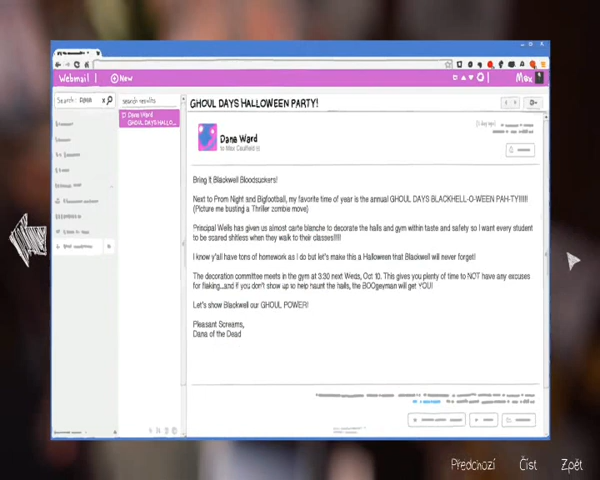 Webmail
New
Max
Search: DANA
search results
GHOUL DAYS HALLOWEEN PARTY!
Dana Ward
GHOUL DAYS HALLO...
Dana Ward
to Max Caulfield
Bring It Blackwell Bloodsuckers!
Next to Prom Night and Bigfootball, my favorite time of year is the annual GHOUL DAYS BLACKHELL-O-WEEN PAH-TY!!!!!!
(Picture me busting a Thriller zombie move)
Principal Wells has given us almost carte blanche to decorate the halls and gym within taste and safety so I want every student
to be scared shitless when they walk to their classes!!!!!
I know y'all have tons of homework as I do but let's make this a Halloween that Blackwell will never forget!
The decoration committee meets in the gym at 3:30 next Weds, Oct 10. This gives you plenty of time to NOT have any excuses
for flaking...and if you don't show up to help haunt the halls, the BOOgeyman will get YOU!
Let's show Blackwell our GHOUL POWER!
Pleasant Screams,
Dana of the Dead
Předchozí
Číst
Zpět